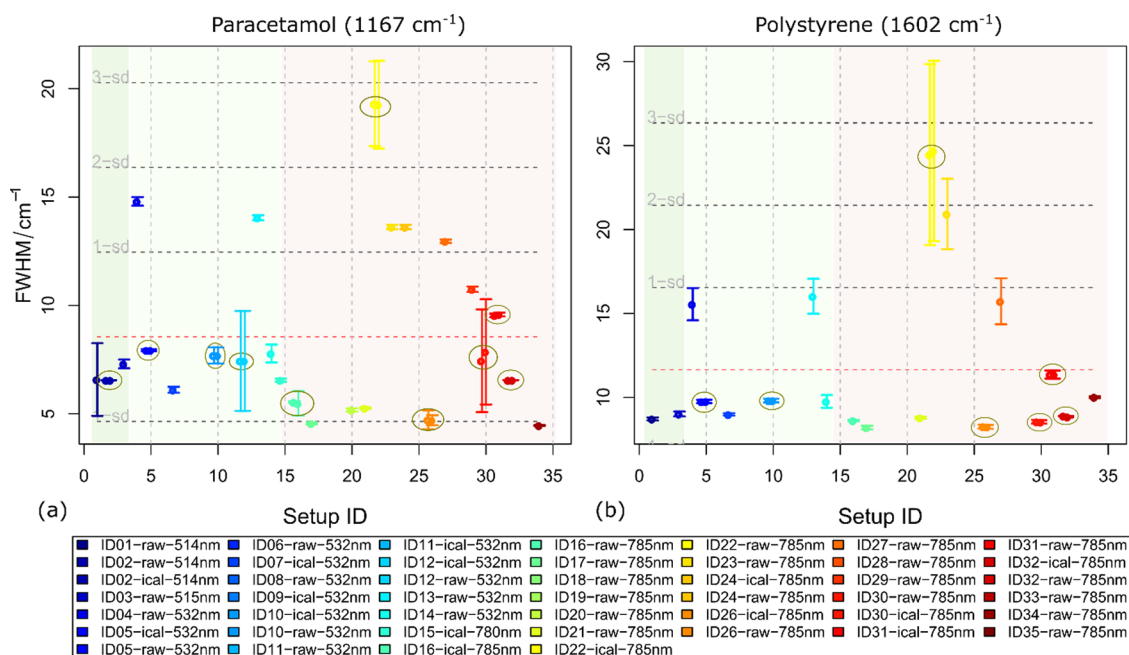 Paracetamol (1167 cm⁻¹)
Polystyrene (1602 cm⁻¹)
FWHM/cm⁻¹
20
15
10
5
3−sd
2−sd
1−sd
−sd
0 5 10 15 20 25 30 35
30
25
20
15
10
3−sd
2−sd
1−sd
0 5 10 15 20 25 30 35
(a) Setup ID
(b) Setup ID
ID01−raw−514nm ID06−raw−532nm ID11−ical−532nm ID16−raw−785nm ID22−raw−785nm ID27−raw−785nm ID31−raw−785nm
ID02−raw−514nm ID07−ical−532nm ID12−ical−532nm ID17−raw−785nm ID23−raw−785nm ID28−raw−785nm ID32−ical−785nm
ID02−ical−514nm ID08−raw−532nm ID12−raw−532nm ID18−raw−785nm ID24−ical−785nm ID29−raw−785nm ID32−raw−785nm
ID03−raw−515nm ID09−ical−532nm ID13−raw−532nm ID19−raw−785nm ID24−raw−785nm ID30−raw−785nm ID33−raw−785nm
ID04−raw−532nm ID10−ical−532nm ID14−raw−532nm ID20−raw−785nm ID26−ical−785nm ID30−ical−785nm ID34−raw−785nm
ID05−ical−532nm ID10−raw−532nm ID15−ical−780nm ID21−raw−785nm ID26−raw−785nm ID31−ical−785nm ID35−raw−785nm
ID05−raw−532nm ID11−raw−532nm ID16−ical−785nm ID22−ical−785nm